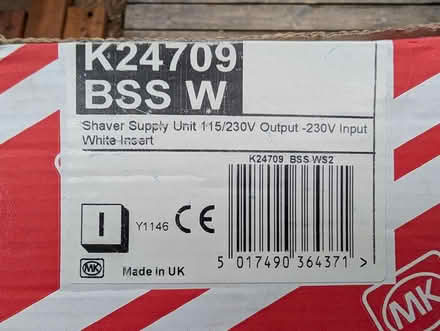 K24709
BSS W
Shaver Supply Unit 115/230V Output -230V Input
White Insert
K24709 BSS WS2
I
Y1146 CE
MK
Made in UK
5 017490 364371 >
MK